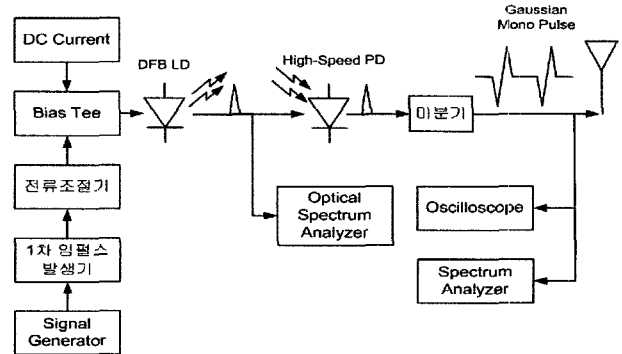 DC Current
Bias Tee
전류조절기
1차 임펄스
발생기
Signal
Generator
DFB LD
High-Speed PD
미분기
Gaussian
Mono Pulse
Optical
Spectrum
Analyzer
Oscilloscope
Spectrum
Analyzer